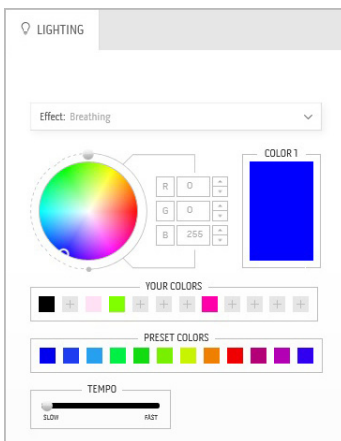 LIGHTING
Effect: Breathing
COLOR 1
R 0
G 0
B 255
YOUR COLORS
PRESET COLORS
TEMPO
SLOW FAST